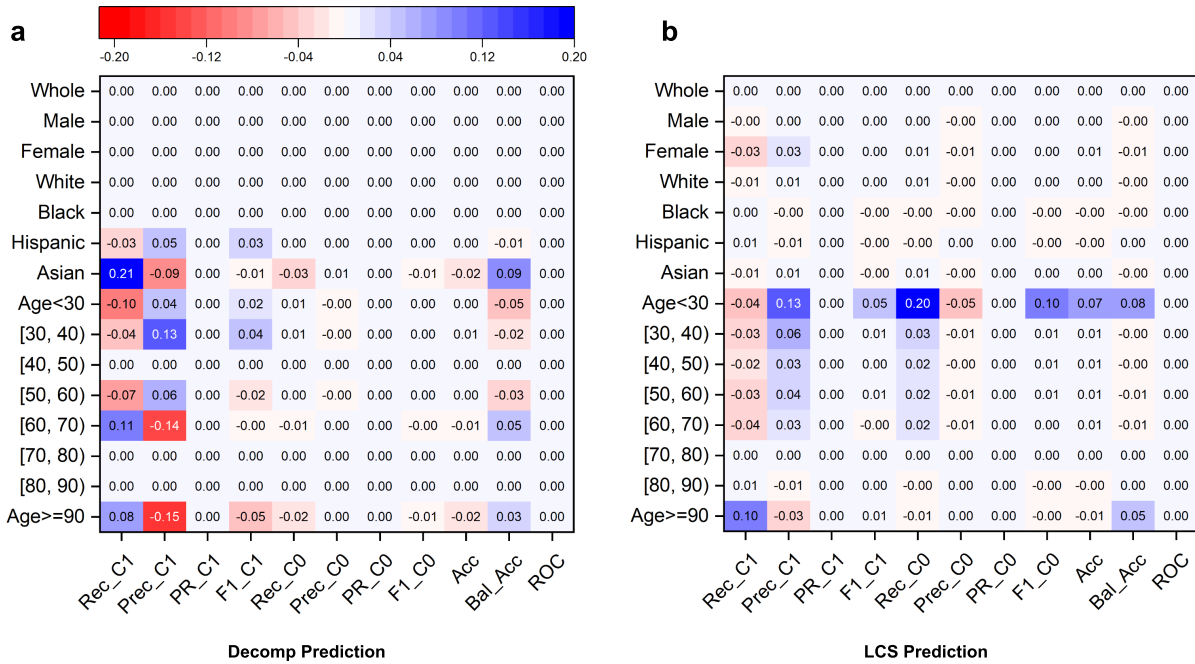 a
b
-0.20 -0.12 -0.04 0.04 0.12 0.20
Whole 0.00 0.00 0.00 0.00 0.00 0.00 0.00 0.00 0.00 0.00 0.00
Male 0.00 0.00 0.00 0.00 0.00 0.00 0.00 0.00 0.00 0.00 0.00
Female 0.00 0.00 0.00 0.00 0.00 0.00 0.00 0.00 0.00 0.00 0.00
White 0.00 0.00 0.00 0.00 0.00 0.00 0.00 0.00 0.00 0.00 0.00
Black 0.00 0.00 0.00 0.00 0.00 0.00 0.00 0.00 0.00 0.00 0.00
Hispanic -0.03 0.05 0.00 0.03 0.00 0.00 0.00 0.00 0.00 -0.01 0.00
Asian 0.21 -0.09 0.00 -0.01 -0.03 0.01 0.00 -0.01 -0.02 0.09 0.00
Age<30 -0.10 0.04 0.00 0.02 0.01 -0.00 0.00 0.00 0.00 -0.05 0.00
[30, 40) -0.04 0.13 0.00 0.04 0.01 -0.00 0.00 0.00 0.01 -0.02 0.00
[40, 50) 0.00 0.00 0.00 0.00 0.00 0.00 0.00 0.00 0.00 0.00 0.00
[50, 60) -0.07 0.06 0.00 -0.02 0.00 -0.00 0.00 0.00 0.00 -0.03 0.00
[60, 70) 0.11 -0.14 0.00 -0.00 -0.01 0.00 0.00 -0.00 -0.01 0.05 0.00
[70, 80) 0.00 0.00 0.00 0.00 0.00 0.00 0.00 0.00 0.00 0.00 0.00
[80, 90) 0.00 0.00 0.00 0.00 0.00 0.00 0.00 0.00 0.00 0.00 0.00
Age>=90 0.08 -0.15 0.00 -0.05 -0.02 0.00 0.00 -0.01 -0.02 0.03 0.00
Rec_C1 Prec_C1 PR_C1 F1_C1 Rec_C0 Prec_C0 PR_C0 F1_C0 Acc Bal_Acc ROC
Decomp Prediction
Whole 0.00 0.00 0.00 0.00 0.00 0.00 0.00 0.00 0.00 0.00 0.00
Male -0.00 0.00 0.00 0.00 0.00 -0.00 0.00 0.00 0.00 -0.00 0.00
Female -0.03 0.03 0.00 0.00 0.01 -0.01 0.00 0.00 0.01 -0.01 0.00
White -0.01 0.01 0.00 0.00 0.01 -0.00 0.00 0.00 0.00 -0.00 0.00
Black 0.00 -0.00 0.00 -0.00 -0.00 0.00 0.00 -0.00 -0.00 -0.00 0.00
Hispanic 0.01 -0.01 0.00 -0.00 -0.00 0.00 0.00 -0.00 -0.00 0.00 0.00
Asian -0.01 0.01 0.00 -0.00 0.01 -0.00 0.00 0.00 0.00 -0.00 0.00
Age<30 -0.04 0.13 0.00 0.05 0.20 -0.05 0.00 0.10 0.07 0.08 0.00
[30, 40) -0.03 0.06 0.00 0.01 0.03 -0.01 0.00 0.01 0.01 -0.00 0.00
[40, 50) -0.02 0.03 0.00 0.00 0.02 -0.00 0.00 0.01 0.01 -0.00 0.00
[50, 60) -0.03 0.04 0.00 0.01 0.02 -0.01 0.00 0.01 0.01 -0.01 0.00
[60, 70) -0.04 0.03 0.00 -0.00 0.02 -0.01 0.00 0.00 0.01 -0.01 0.00
[70, 80) 0.00 0.00 0.00 0.00 0.00 0.00 0.00 0.00 0.00 0.00 0.00
[80, 90) 0.01 -0.01 0.00 0.00 -0.00 0.00 0.00 -0.00 -0.00 0.00 0.00
Age>=90 0.10 -0.03 0.00 0.01 -0.01 0.00 0.00 -0.00 -0.01 0.05 0.00
Rec_C1 Prec_C1 PR_C1 F1_C1 Rec_C0 Prec_C0 PR_C0 F1_C0 Acc Bal_Acc ROC
LCS Prediction